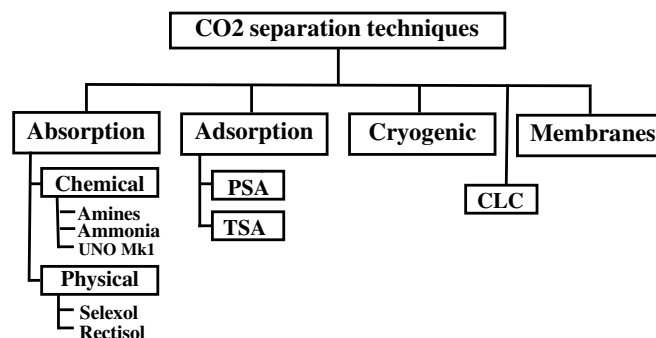 CO2 separation techniques
Absorption
Adsorption
Cryogenic
Membranes
Chemical
Amines
Ammonia
UNO Mk1
Physical
Selexol
Rectisol
PSA
TSA
CLC